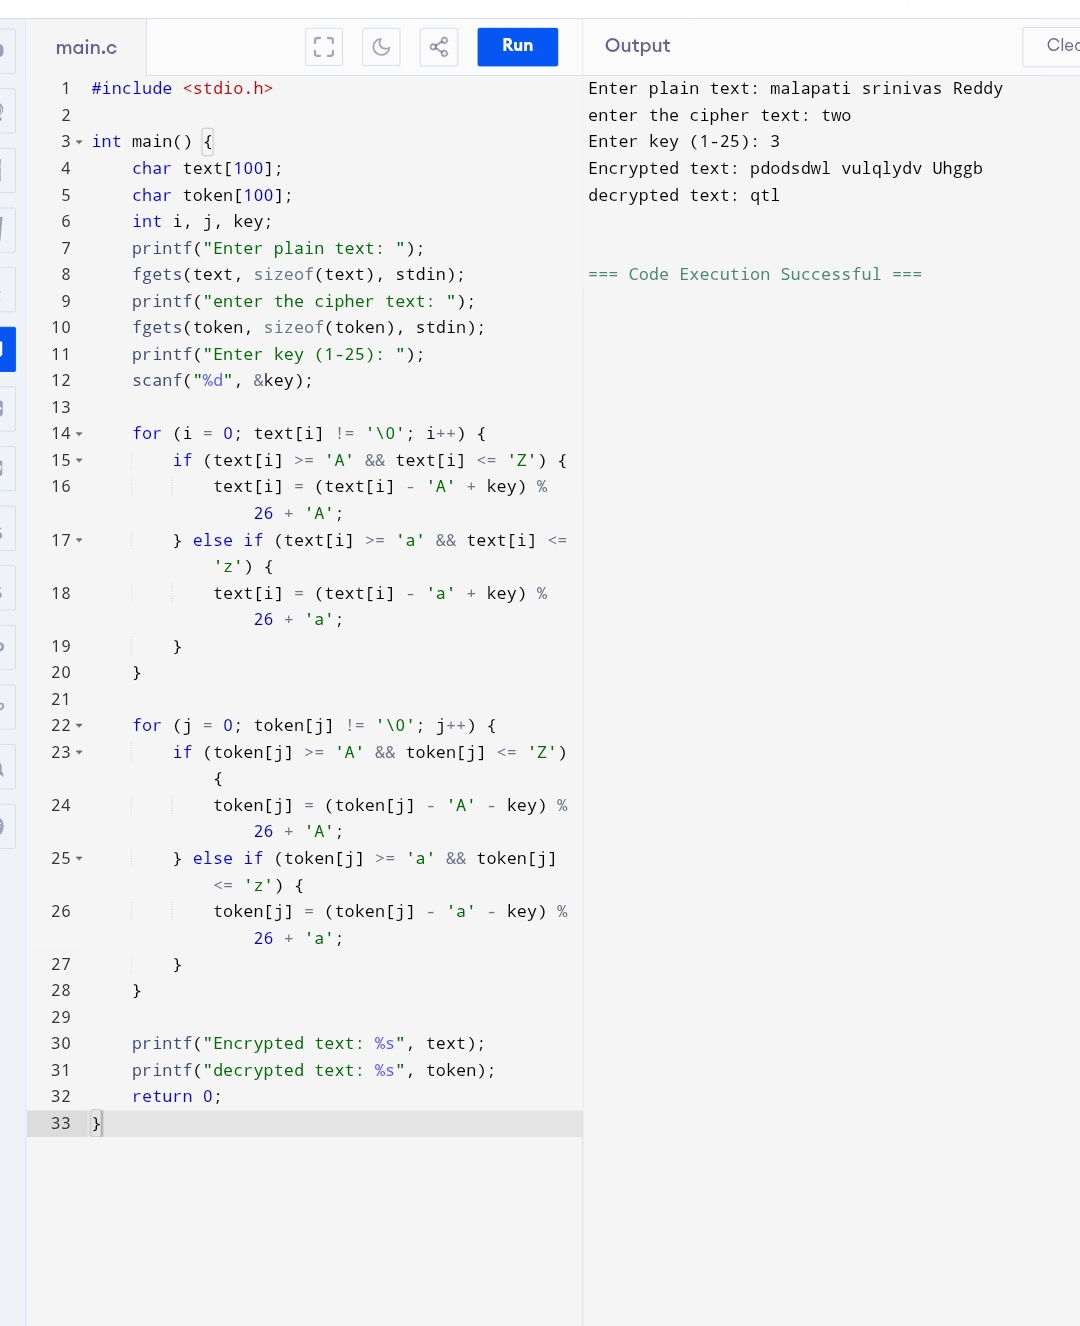 main.c
Run
Output
1 #include <stdio.h>
2
3 int main() {
4     char text[100];
5     char token[100];
6     int i, j, key;
7     printf("Enter plain text: ");
8     fgets(text, sizeof(text), stdin);
9     printf("enter the cipher text: ");
10     fgets(token, sizeof(token), stdin);
11     printf("Enter key (1-25): ");
12     scanf("%d", &key);
13
14     for (i = 0; text[i] != '\0'; i++) {
15         if (text[i] >= 'A' && text[i] <= 'Z') {
16             text[i] = (text[i] - 'A' + key) %
26 + 'A';
17         } else if (text[i] >= 'a' && text[i] <=
'z') {
18             text[i] = (text[i] - 'a' + key) %
26 + 'a';
19         }
20     }
21
22     for (j = 0; token[j] != '\0'; j++) {
23         if (token[j] >= 'A' && token[j] <= 'Z')
{
24             token[j] = (token[j] - 'A' - key) %
26 + 'A';
25         } else if (token[j] >= 'a' && token[j]
<= 'z') {
26             token[j] = (token[j] - 'a' - key) %
26 + 'a';
27         }
28     }
29
30     printf("Encrypted text: %s", text);
31     printf("decrypted text: %s", token);
32     return 0;
33 }
Enter plain text: malapati srinivas Reddy
enter the cipher text: two
Enter key (1-25): 3
Encrypted text: pdodsdwl vulqlydv Uhggb
decrypted text: qtl
=== Code Execution Successful ===